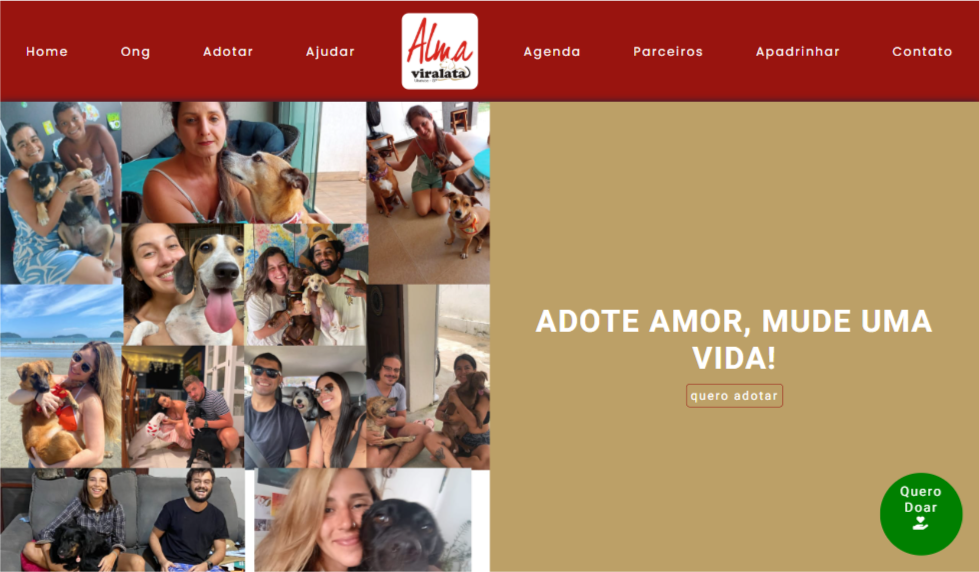 Home
Ong
Adotar
Ajudar
Alma
viralata
Agenda
Parceiros
Apadrinhar
Contato
ADOTE AMOR, MUDE UMA
VIDA!
quero adotar
Quero
Doar